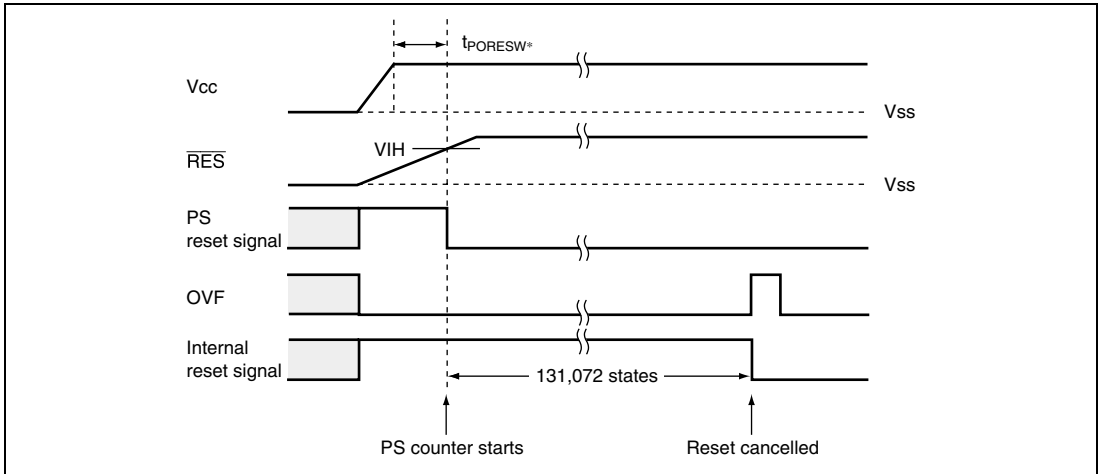 tPORESW*
Vcc
Vss
VIH
RES
Vss
PS
reset signal
OVF
Internal
reset signal
131,072 states
PS counter starts
Reset cancelled